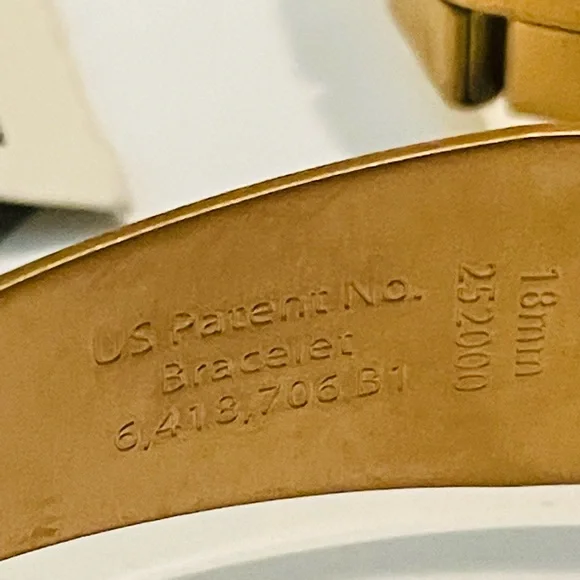 US Patent No.
Bracelet
6,418,706 B1
18mm
252000